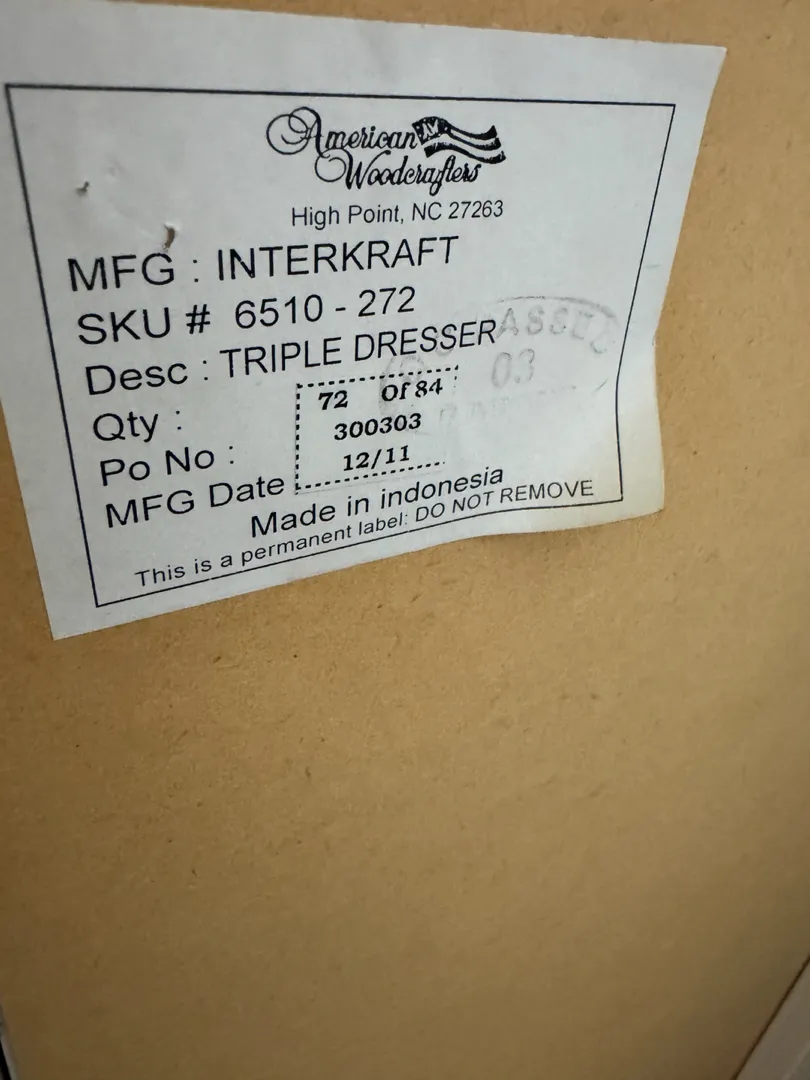 American
Woodcrafters
High Point, NC 27263
MFG : INTERKRAFT
SKU # 6510 - 272
Desc : TRIPLE DRESSER
Qty : 72 Of 84
Po No : 300303
MFG Date 12/11
Made in indonesia
This is a permanent label: DO NOT REMOVE
03